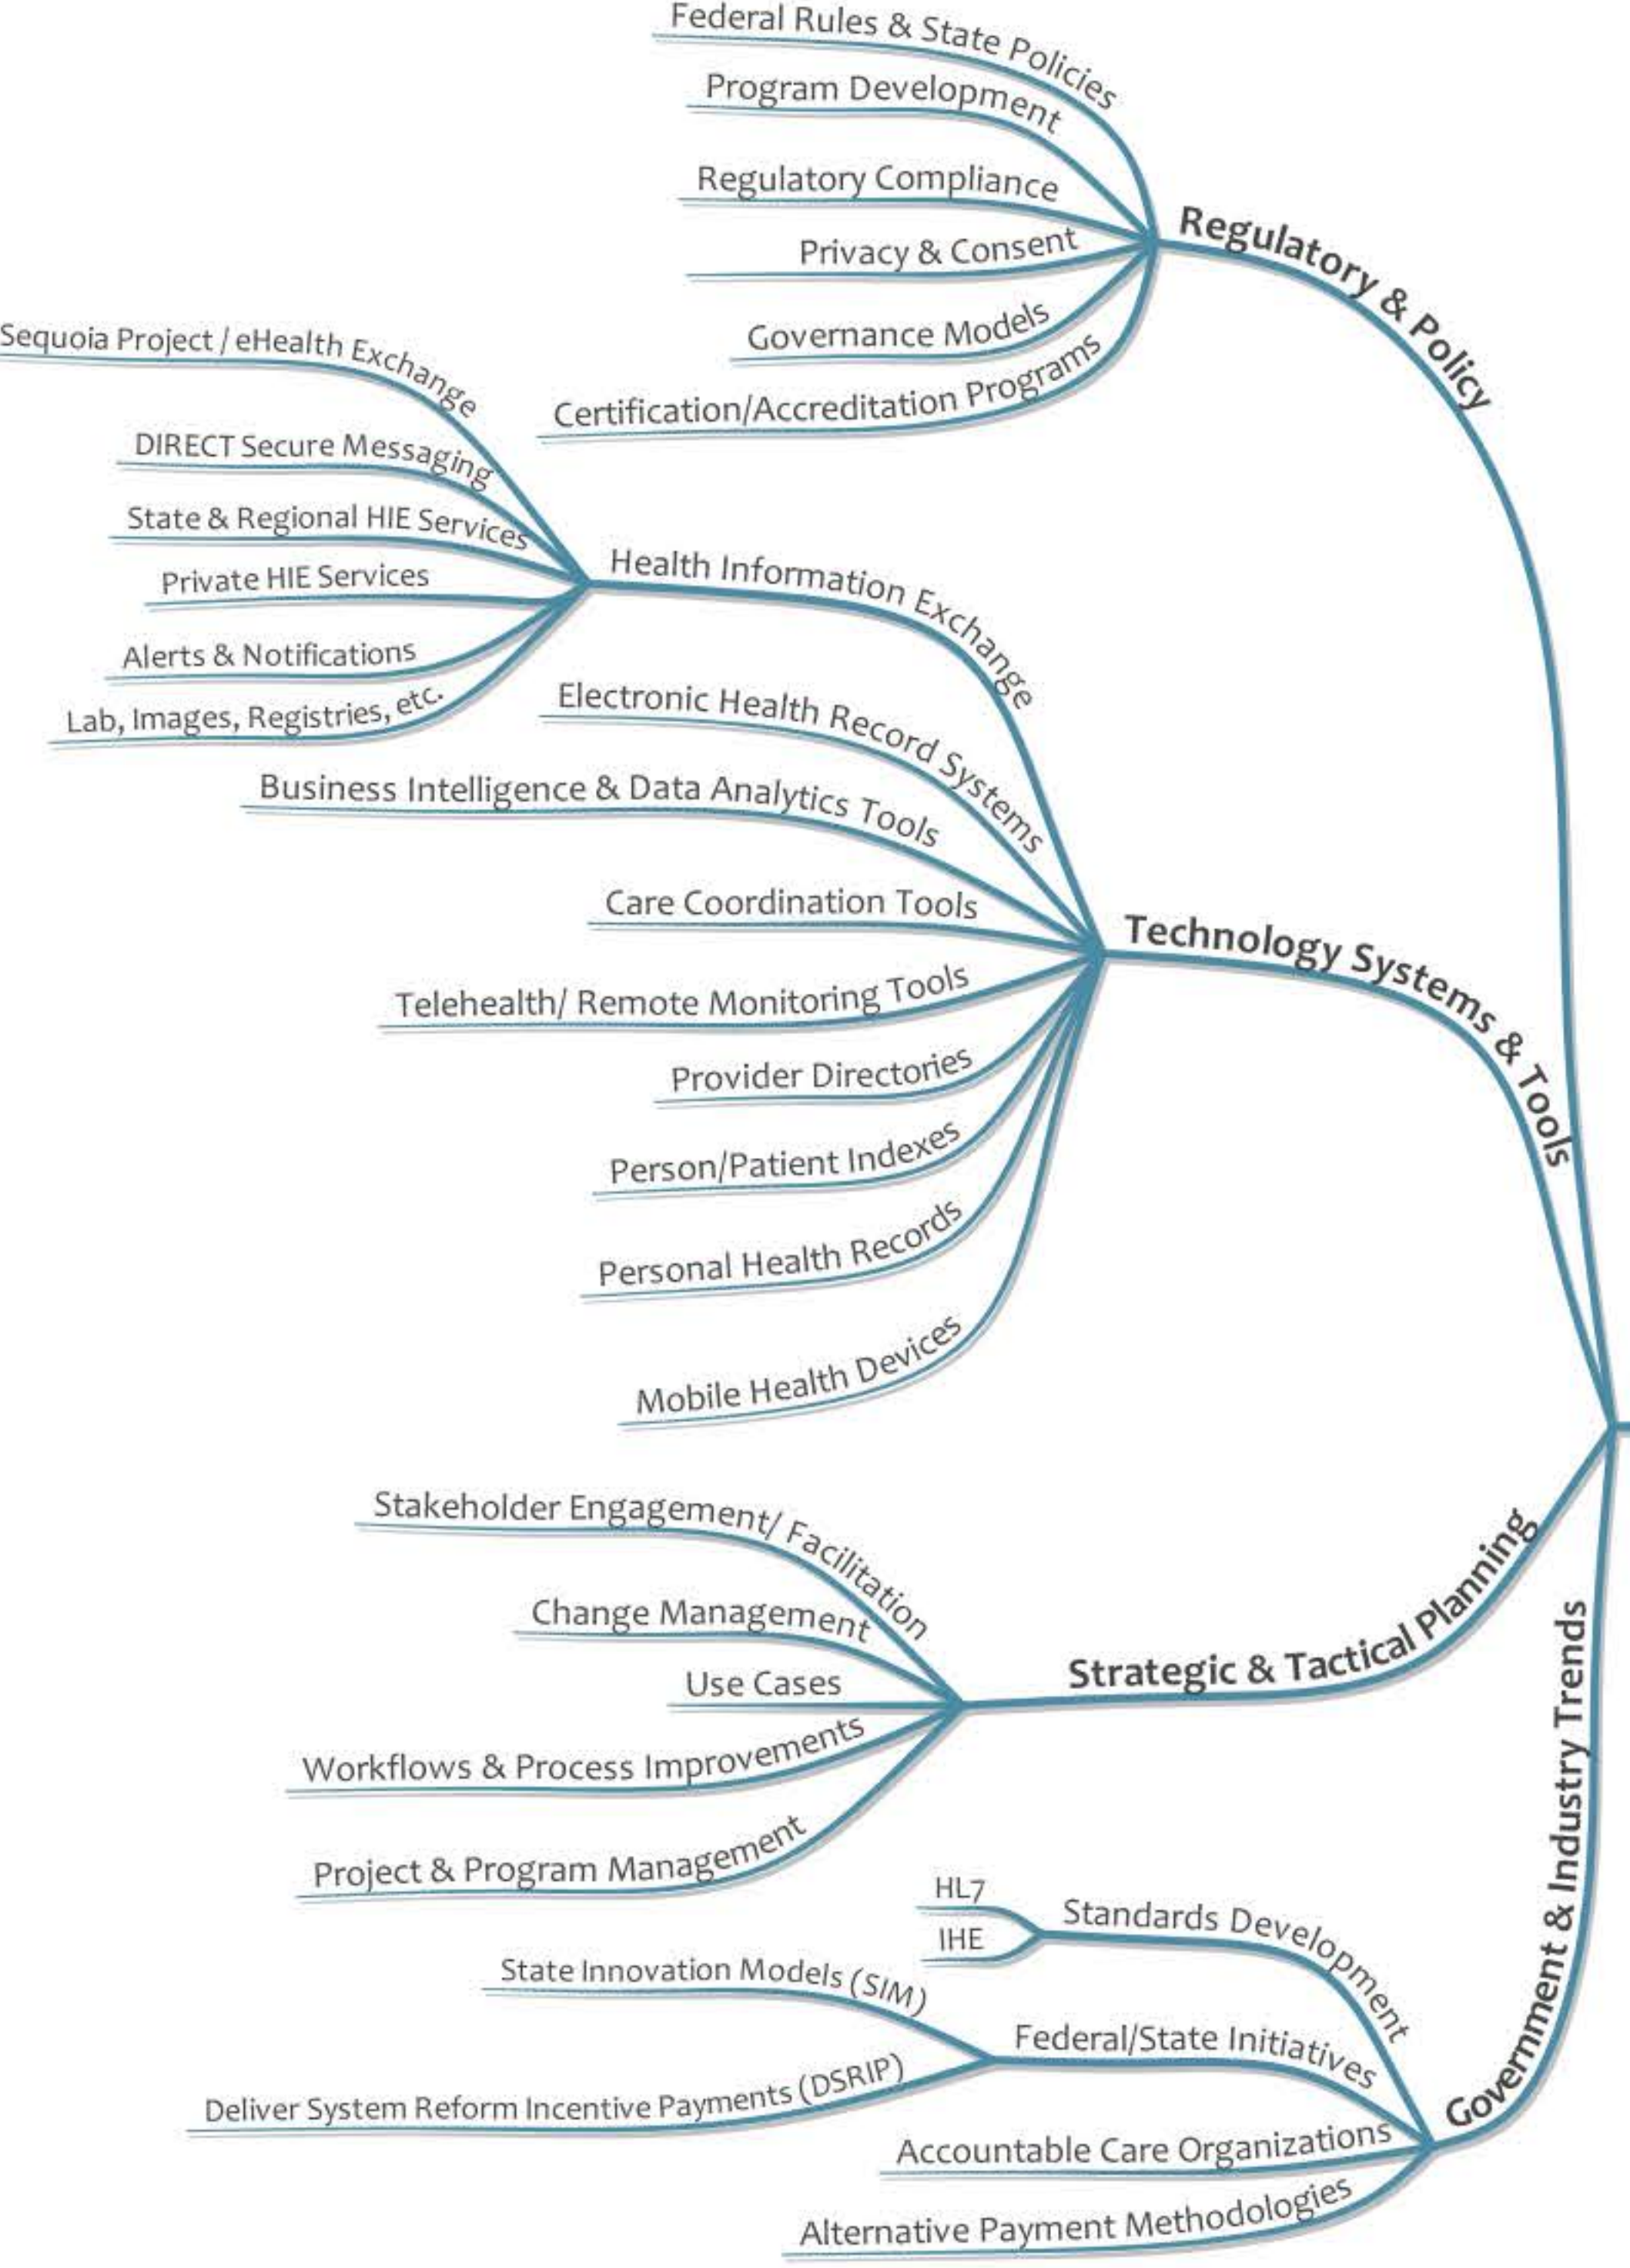 Federal Rules & State Policies
Program Development
Regulatory Compliance
Privacy & Consent
Governance Models
Certification/Accreditation Programs
Regulatory & Policy
Sequoia Project / eHealth Exchange
DIRECT Secure Messaging
State & Regional HIE Services
Private HIE Services
Alerts & Notifications
Lab, Images, Registries, etc.
Health Information Exchange
Electronic Health Record Systems
Business Intelligence & Data Analytics Tools
Care Coordination Tools
Telehealth/ Remote Monitoring Tools
Provider Directories
Person/Patient Indexes
Personal Health Records
Mobile Health Devices
Technology Systems & Tools
Stakeholder Engagement/ Facilitation
Change Management
Use Cases
Workflows & Process Improvements
Project & Program Management
Strategic & Tactical Planning
HL7
IHE
Standards Development
State Innovation Models (SIM)
Deliver System Reform Incentive Payments (DSRIP)
Federal/State Initiatives
Accountable Care Organizations
Alternative Payment Methodologies
Government & Industry Trends